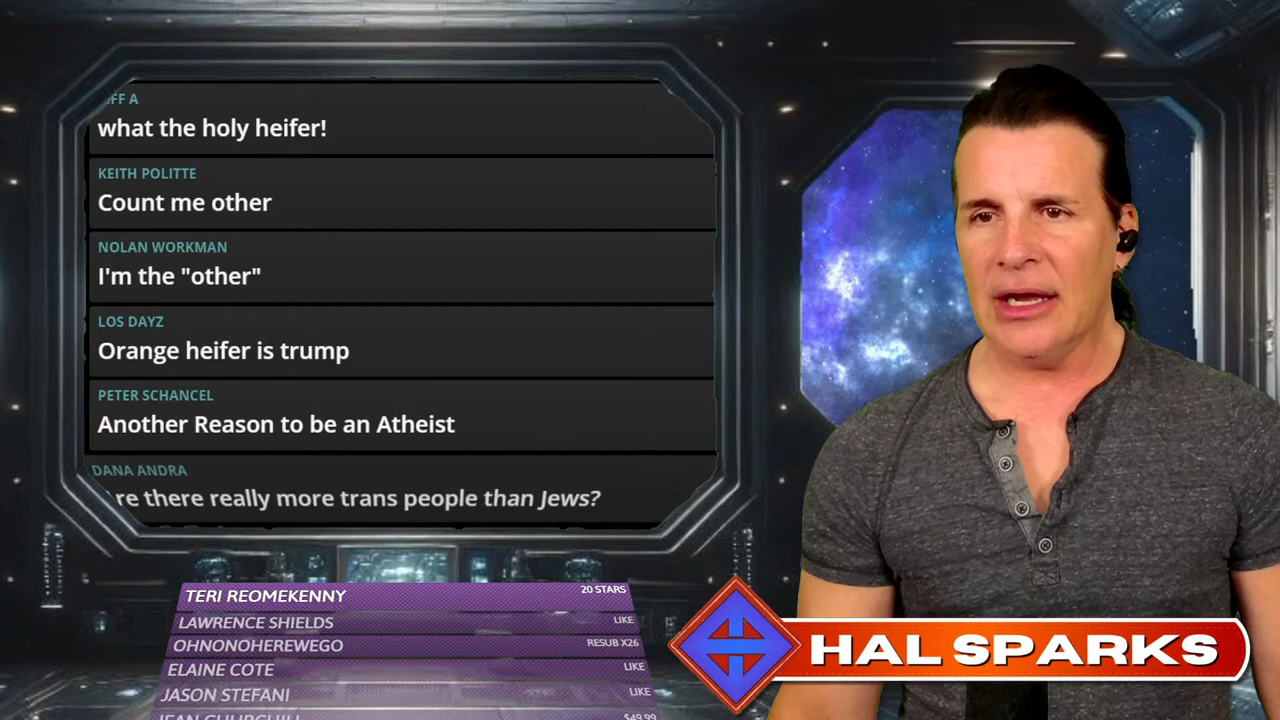 FF A
what the holy heifer!
KEITH POLITTE
Count me other
NOLAN WORKMAN
I'm the "other"
LOS DAYZ
Orange heifer is trump
PETER SCHANCEL
Another Reason to be an Atheist
DANA ANDRA
re there really more trans people than Jews?
TERI REOMEKENNY 20 STARS
LAWRENCE SHIELDS LIKE
OHNONOHEREWEGO RESUB X26
ELAINE COTE LIKE
JASON STEFANI LIKE
JEAN CHURCHILL $49.99
HAL SPARKS